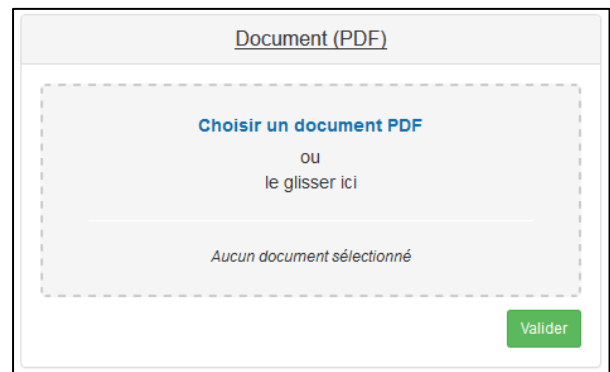 Document (PDF)
Choisir un document PDF
ou
le glisser ici
Aucun document sélectionné
Valider